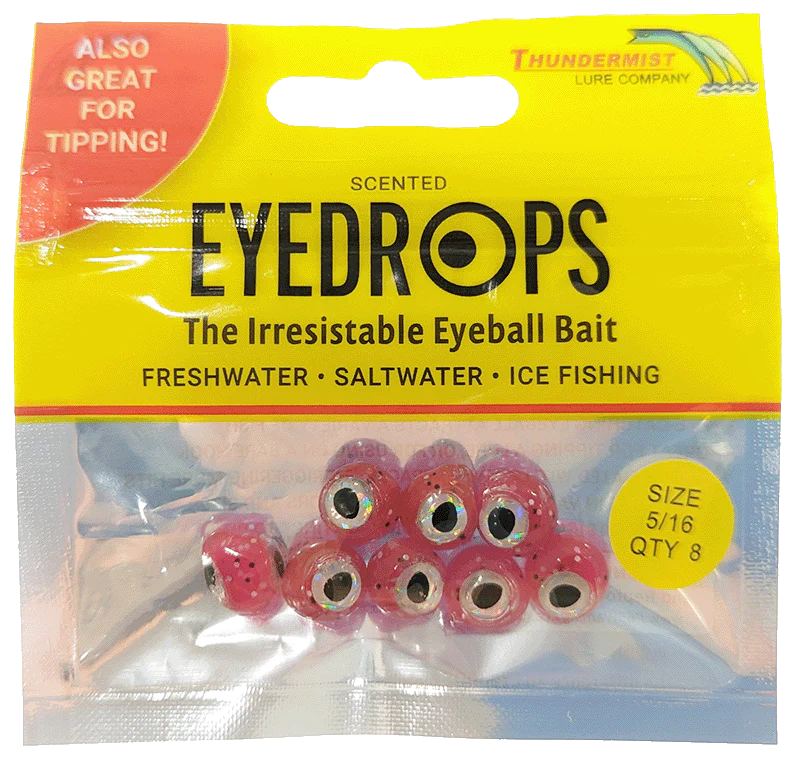 ALSO
GREAT
FOR
TIPPING!
THUNDERMIST
LURE COMPANY
SCENTED
EYEDROPS
The Irresistable Eyeball Bait
FRESHWATER • SALTWATER • ICE FISHING
SIZE
5/16
QTY 8